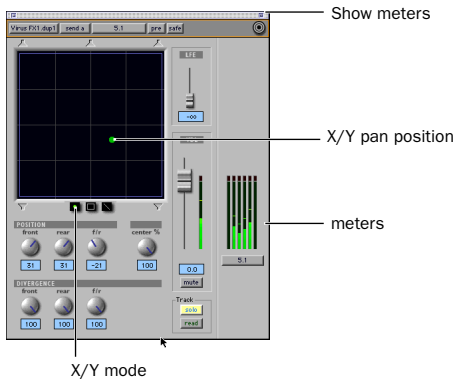 Show meters
Virus FX1.dup1 send a 5.1 pre safe
LFE
-∞
X/Y pan position
meters
POSITION
front rear f/r center %
31 31 -21 100
0.0
5.1
mute
DIVERGENCE
front rear f/r
100 100 100
Track
solo
read
X/Y mode